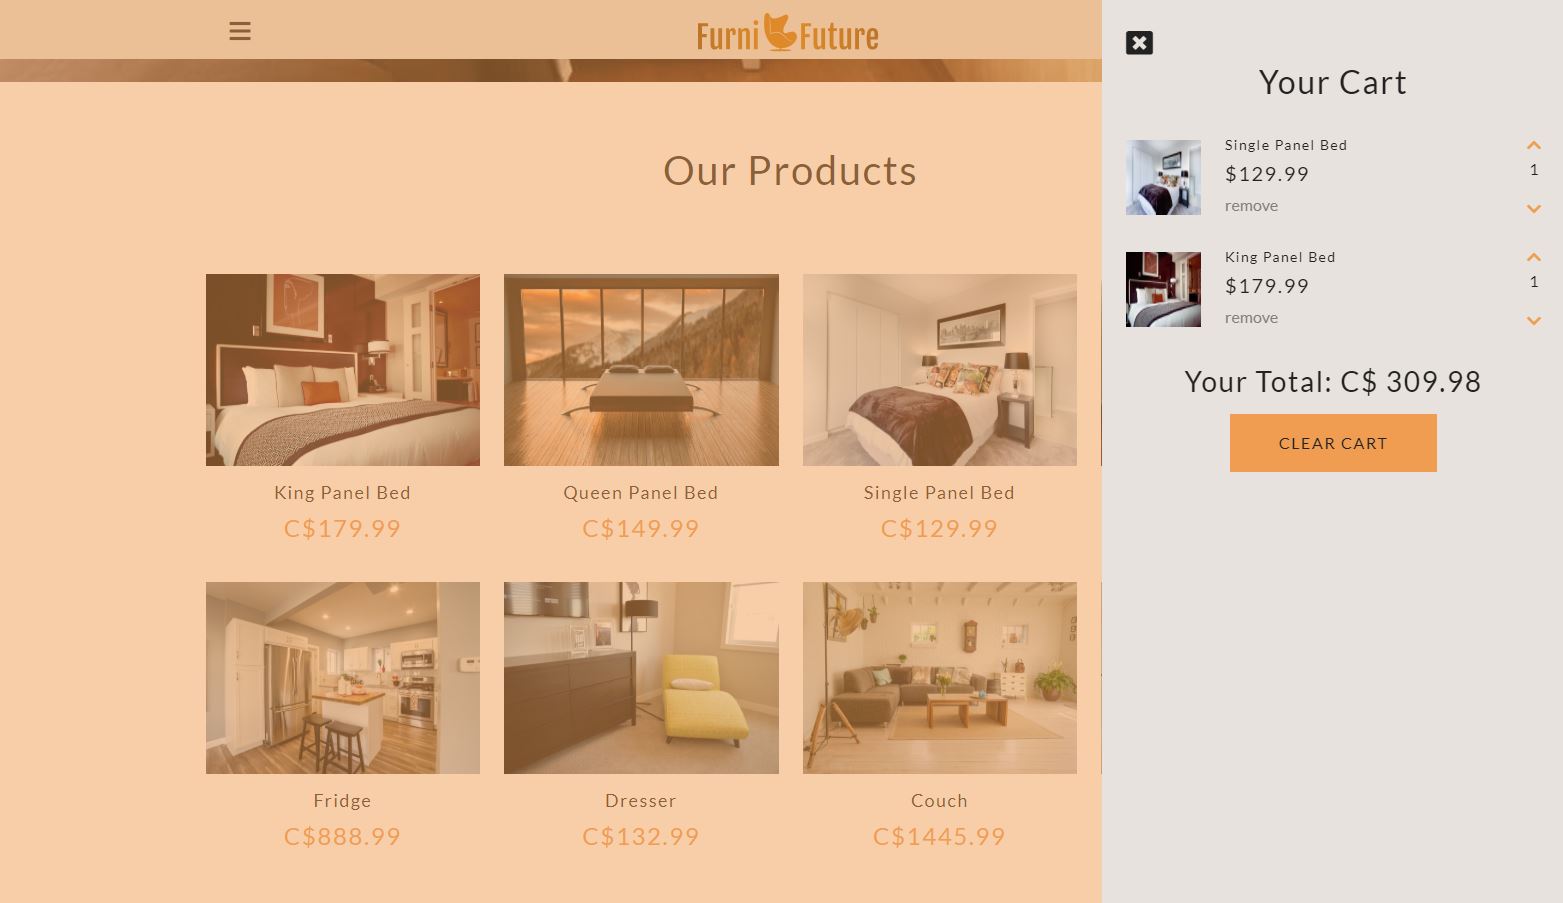 Furni Future
Our Products
King Panel Bed
C$179.99
Queen Panel Bed
C$149.99
Single Panel Bed
C$129.99
Fridge
C$888.99
Dresser
C$132.99
Couch
C$1445.99
Your Cart
Single Panel Bed
$129.99
remove
1
King Panel Bed
$179.99
remove
1
Your Total: C$ 309.98
CLEAR CART